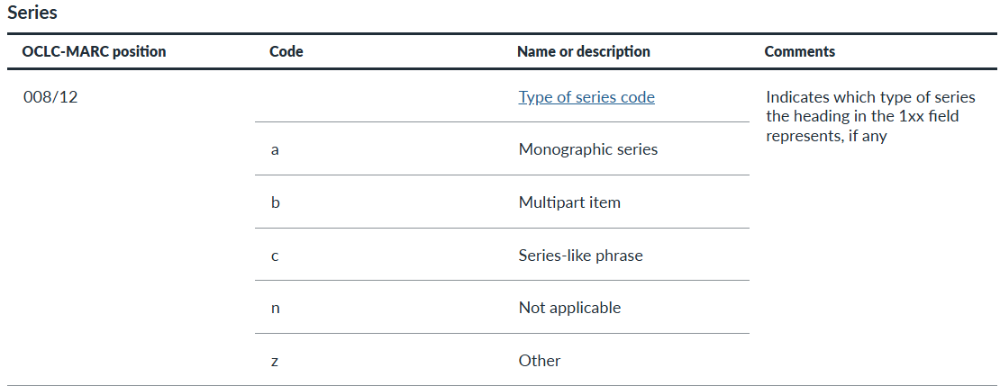 Series
OCLC-MARC position Code Name or description Comments
008/12 Type of series code Indicates which type of series
the heading in the 1xx field
represents, if any
a Monographic series
b Multipart item
c Series-like phrase
n Not applicable
z Other